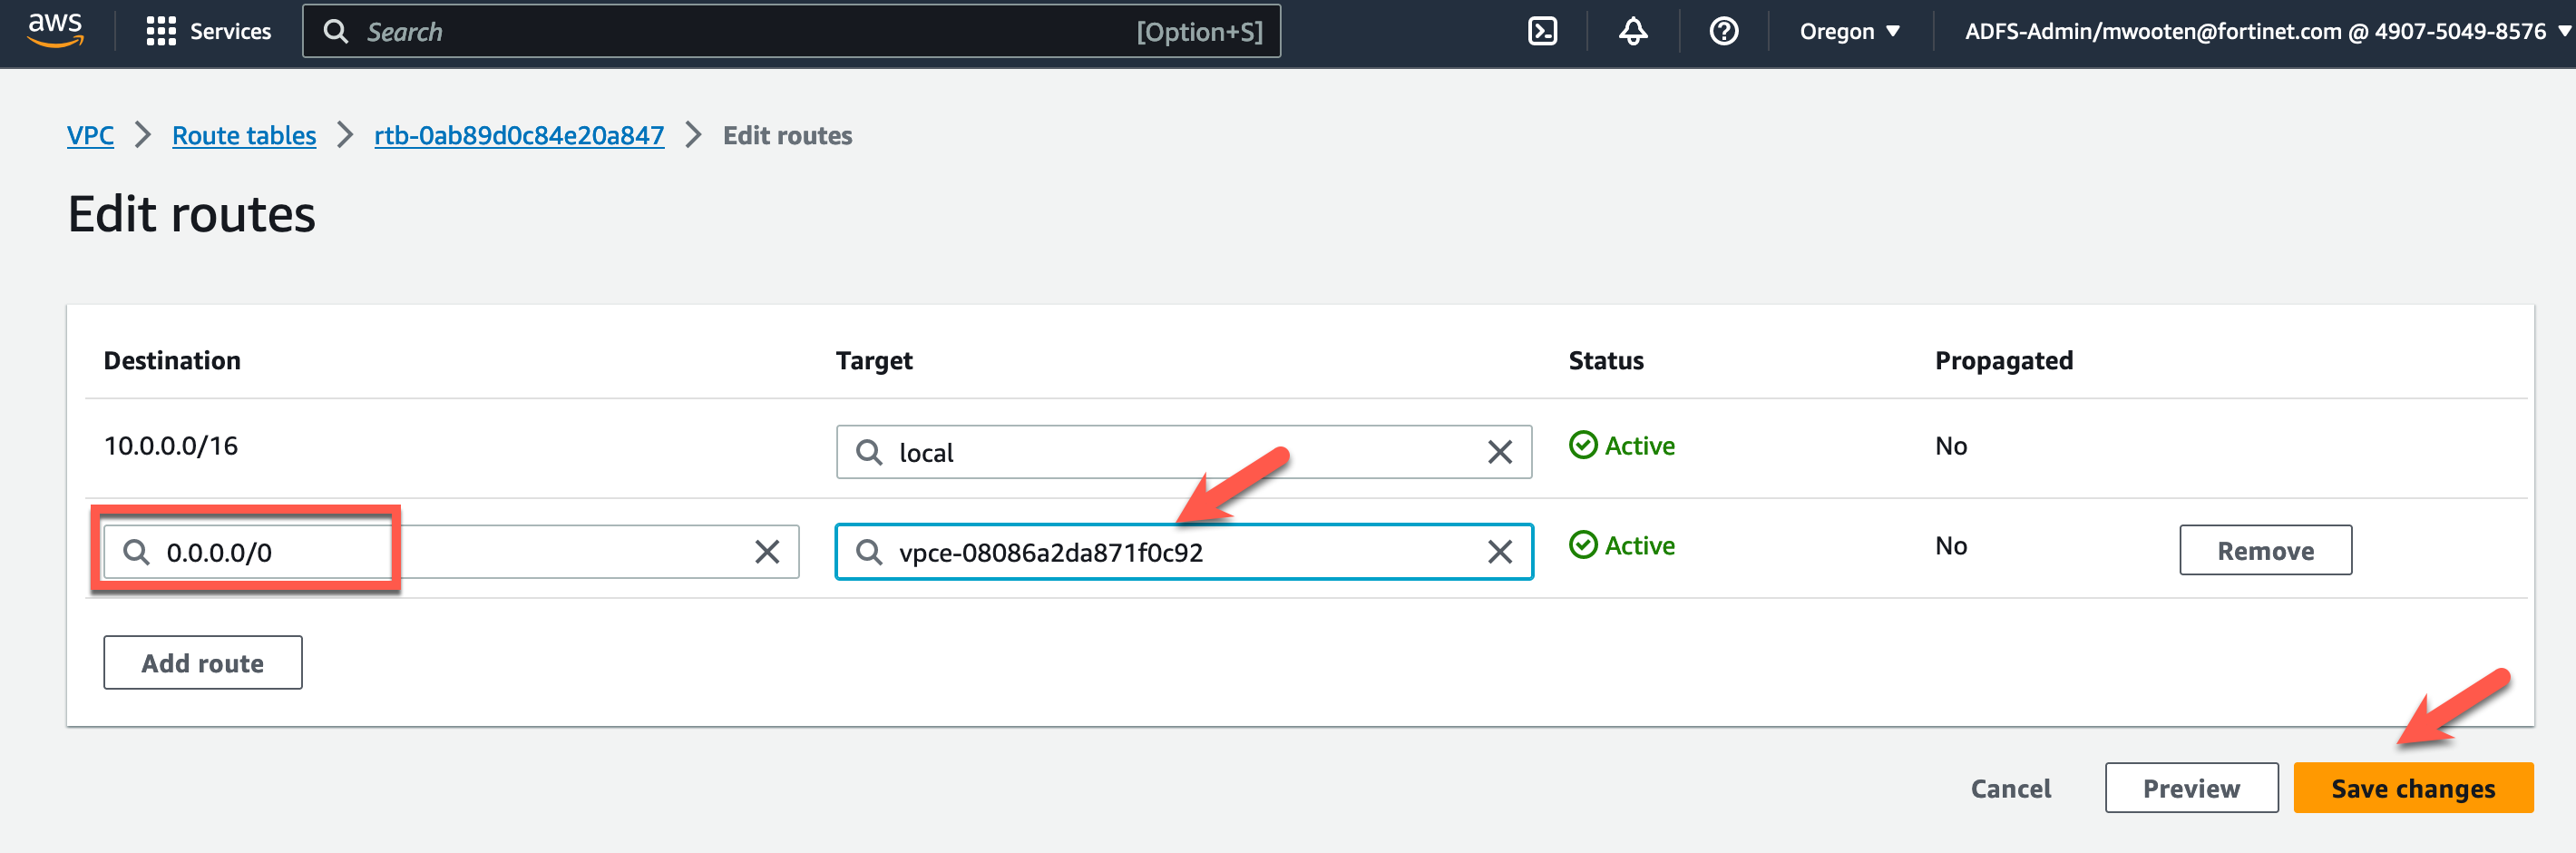 aws Services Search [Option+S] Oregon ADFS-Admin/mwooten@fortinet.com @ 4907-5049-8576
VPC Route tables rtb-0ab89d0c84e20a847 Edit routes
Edit routes
Destination Target Status Propagated
10.0.0.0/16 local Active No
0.0.0.0/0 vpce-08086a2da871f0c92 Active No Remove
Add route
Cancel Preview Save changes